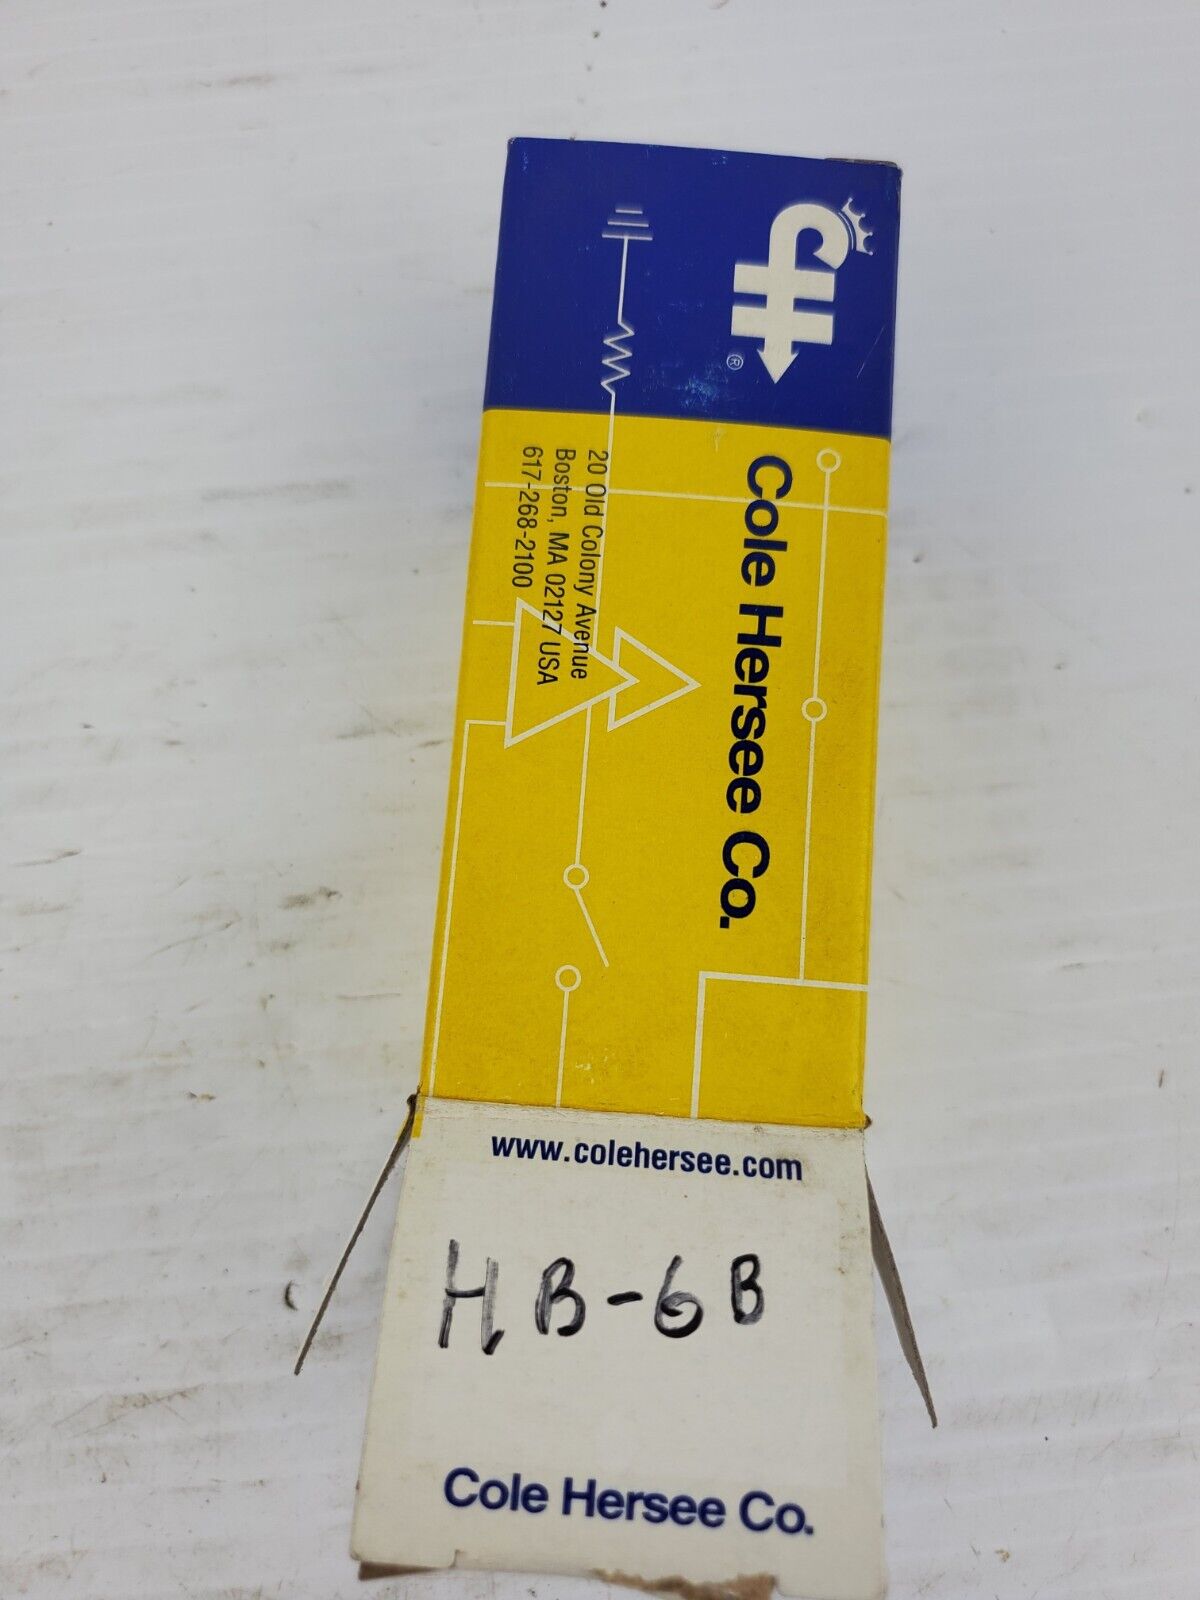 CH
®
Cole Hersee Co.
20 Old Colony Avenue
Boston, MA 02127 USA
617-268-2100
www.colehersee.com
HB-6B
Cole Hersee Co.